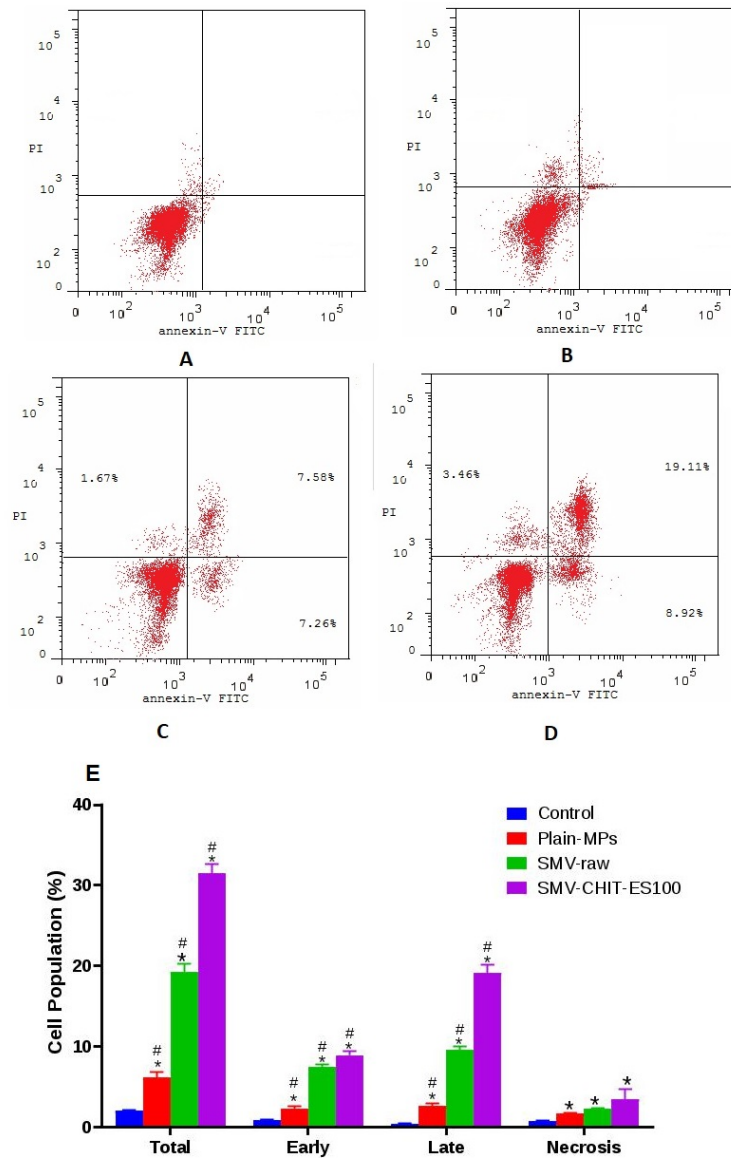 10^5
10^4
PI
10^3
10^2
0
0 10^2 10^3 10^4 10^5
annexin-V FITC
A
10^5
10^4
PI
10^3
10^2
0
0 10^2 10^3 10^4 10^5
annexin-V FITC
B
10^5
1.67% 7.58%
10^4
PI
10^3
10^2
7.26%
0
0 10^2 10^3 10^4 10^5
annexin-V FITC
C
10^5
3.46% 19.11%
10^4
PI
10^3
10^2
8.92%
0
0 10^2 10^3 10^4 10^5
annexin-V FITC
D
E
Cell Population (%)
40
30
20
10
0
Control
Plain-MPs
SMV-raw
SMV-CHIT-ES100
# * # * # * # *
# * # * # *
# * # * # *
* * *
Total Early Late Necrosis